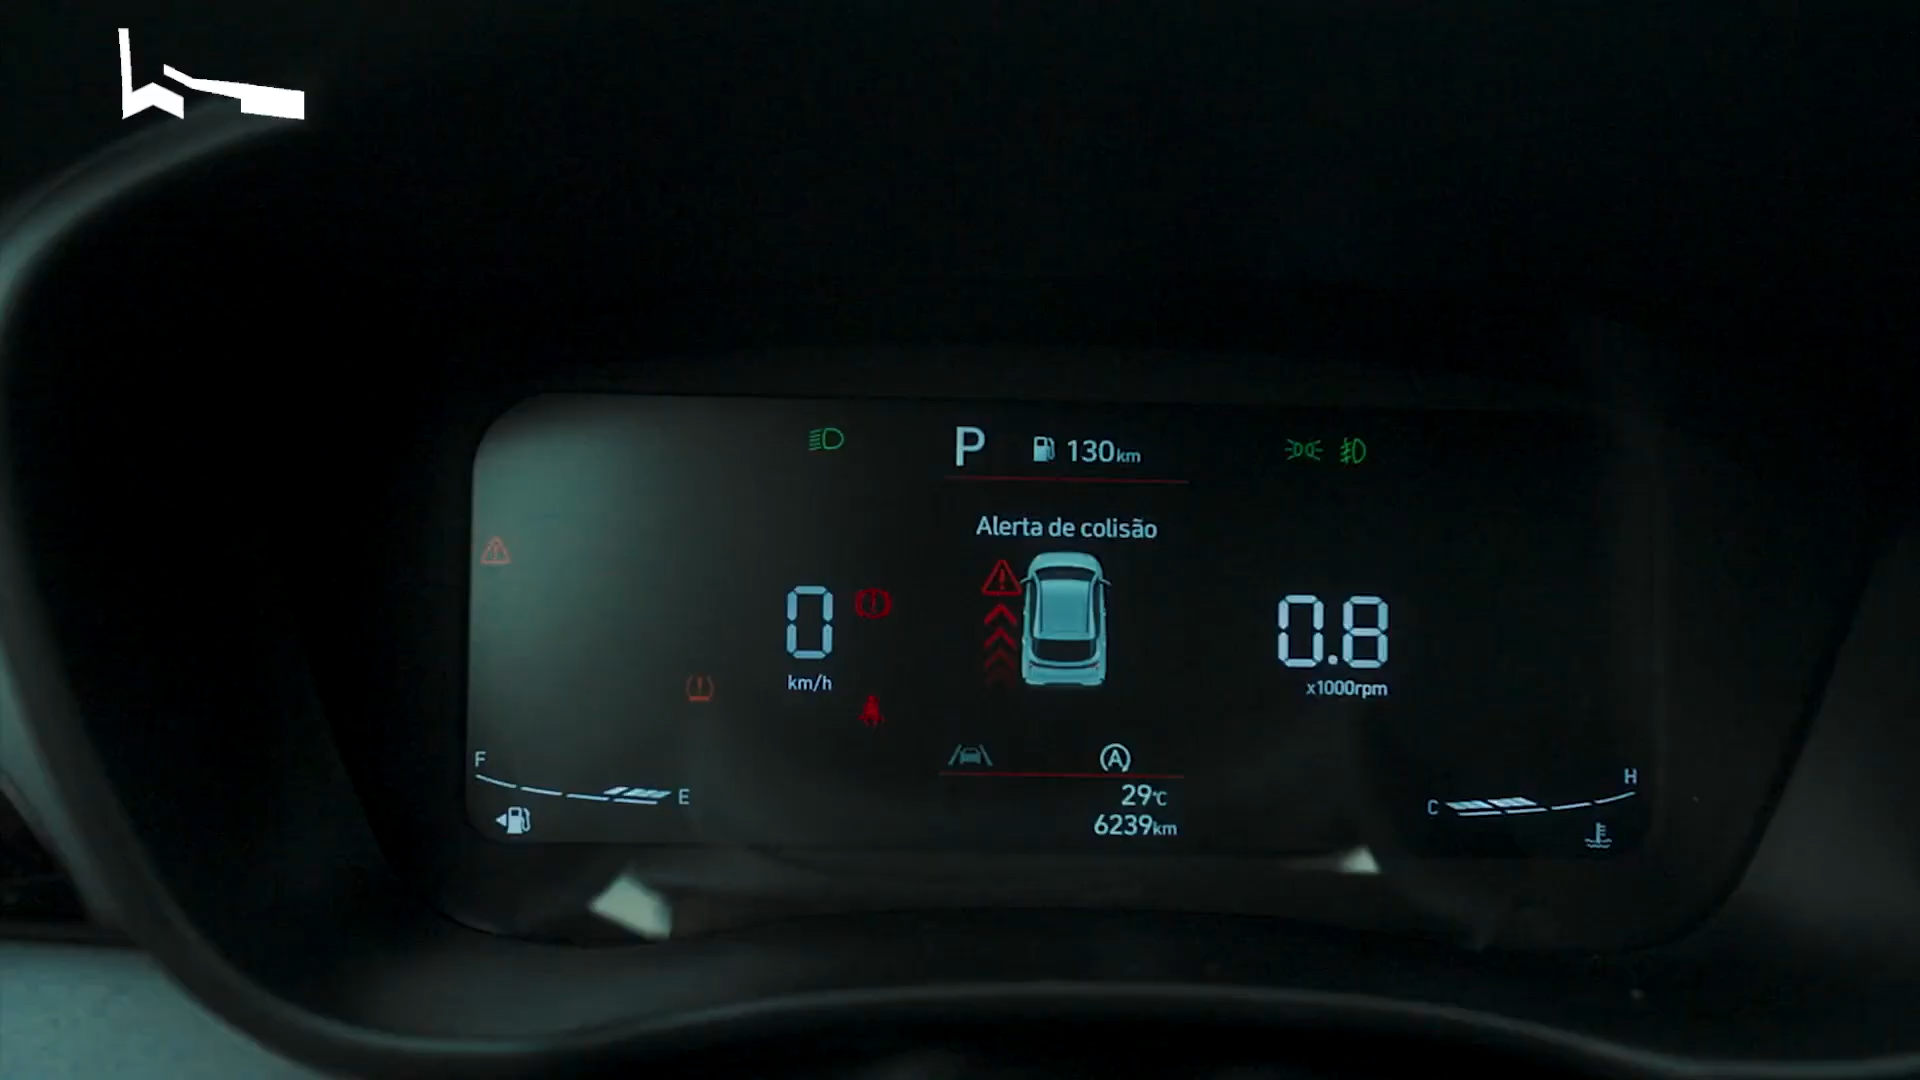 P 130km
Alerta de colisão
0
km/h
0.8
x1000rpm
A
F
E
29°C
6239km
C
H